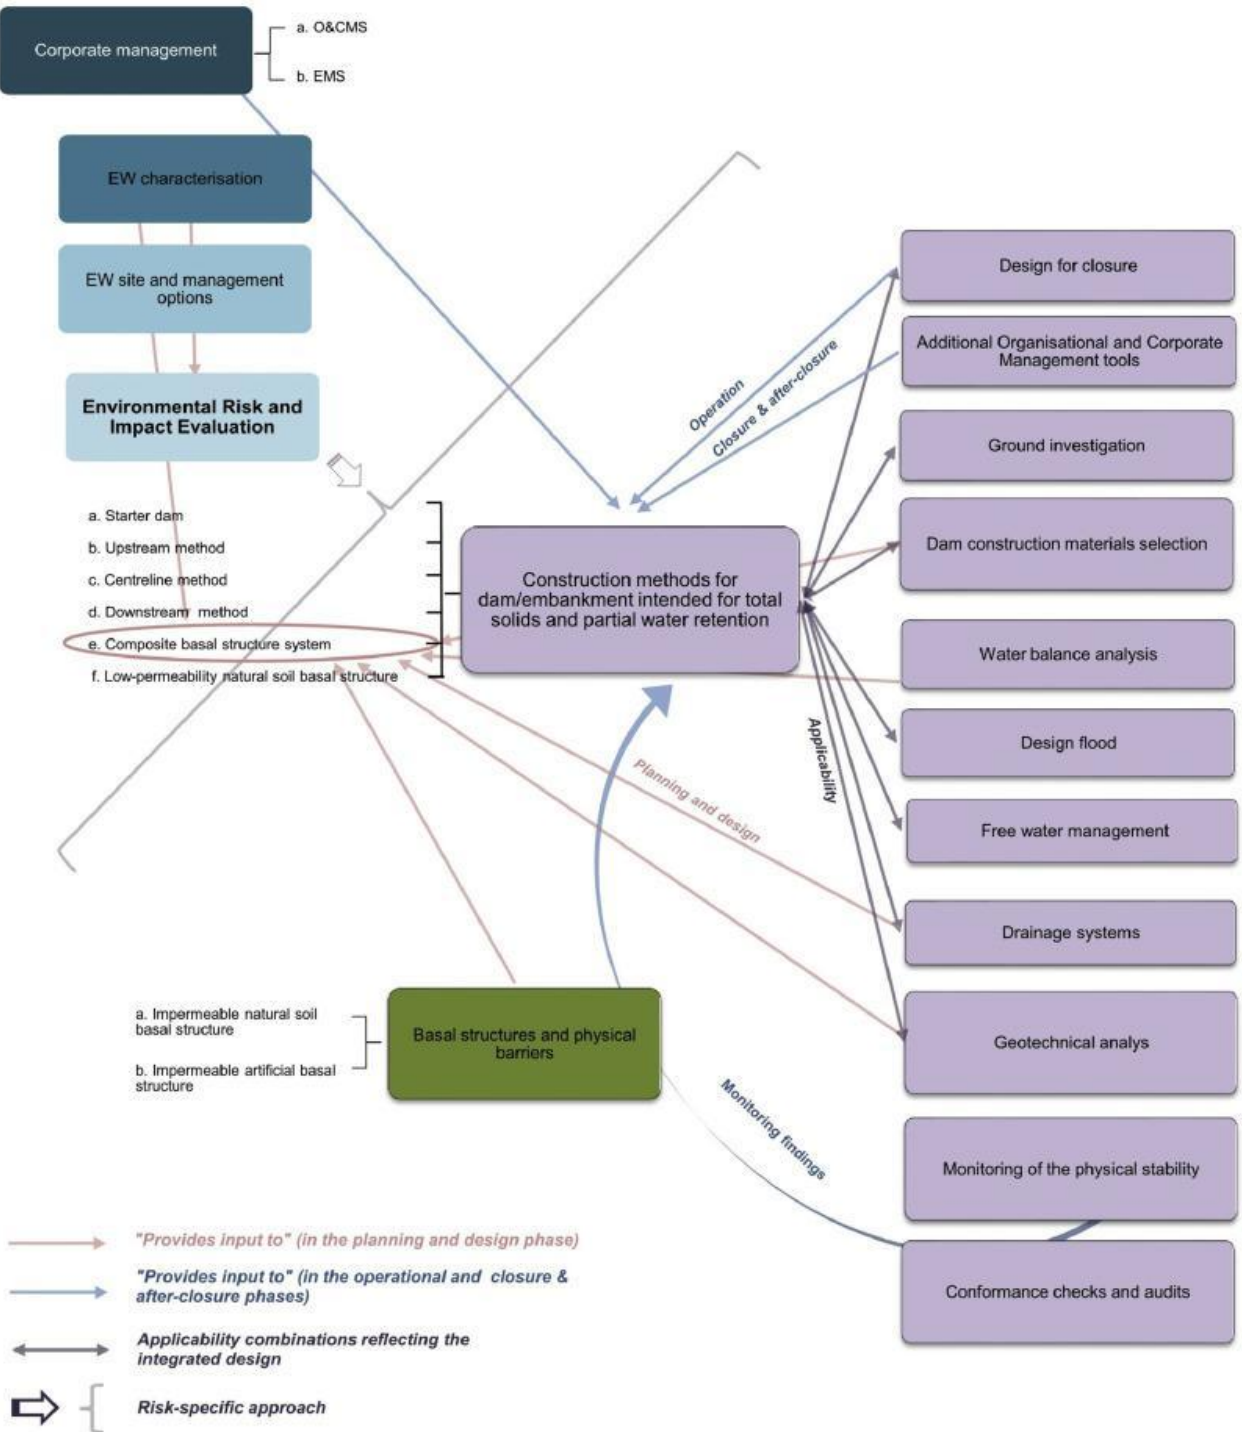 Corporate management
a. O&CMS
b. EMS
EW characterisation
EW site and management
options
Environmental Risk and
Impact Evaluation
a. Starter dam
b. Upstream method
c. Centreline method
d. Downstream method
e. Composite basal structure system
f. Low-permeability natural soil basal structure
Construction methods for
dam/embankment intended for total
solids and partial water retention
Operation
Closure & after-closure
Design for closure
Additional Organisational and Corporate
Management tools
Ground investigation
Dam construction materials selection
Water balance analysis
Design flood
Free water management
Drainage systems
Geotechnical analys
Monitoring of the physical stability
Conformance checks and audits
Applicability
Planning and design
Monitoring findings
a. Impermeable natural soil
basal structure
b. Impermeable artificial basal
structure
Basal structures and physical
barriers
"Provides input to" (in the planning and design phase)
"Provides input to" (in the operational and closure &
after-closure phases)
Applicability combinations reflecting the
integrated design
Risk-specific approach